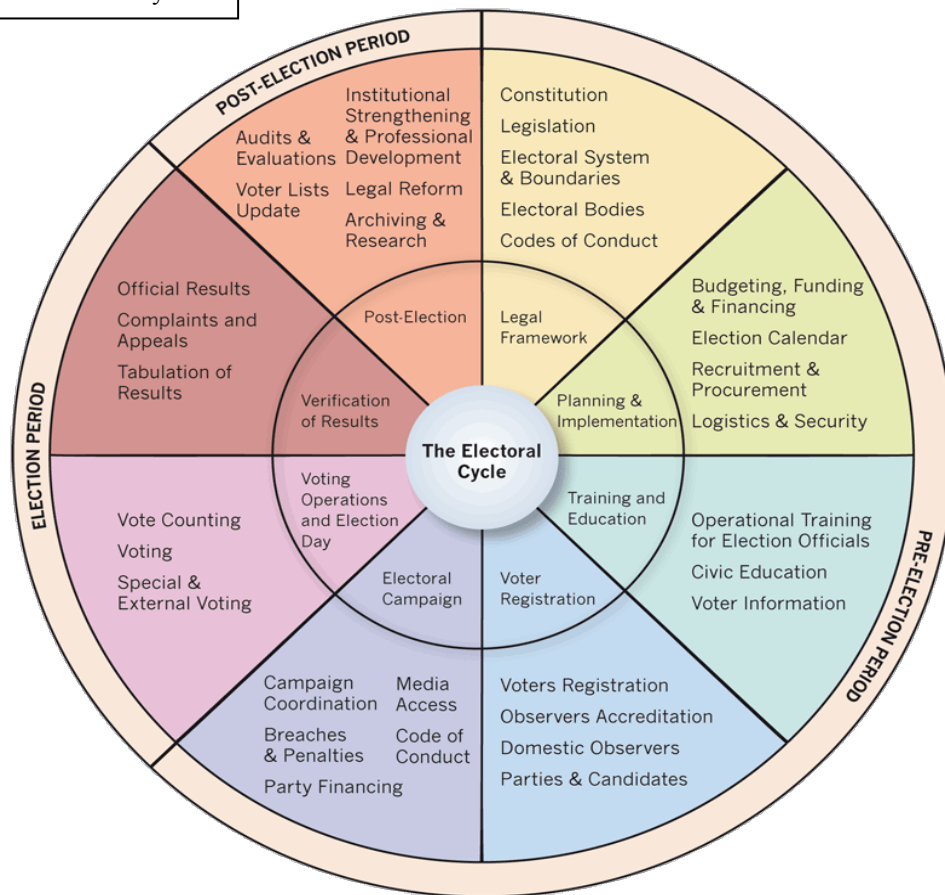 POST-ELECTION PERIOD
Institutional
Strengthening
& Professional
Development
Audits &
Evaluations
Voter Lists
Update
Legal Reform
Archiving &
Research
Constitution
Legislation
Electoral System
& Boundaries
Electoral Bodies
Codes of Conduct
Official Results
Complaints and
Appeals
Tabulation of
Results
Budgeting, Funding
& Financing
Election Calendar
Recruitment &
Procurement
Logistics & Security
Post-Election
Legal
Framework
Verification
of Results
Planning &
Implementation
The Electoral
Cycle
ELECTION PERIOD
Voting
Operations
and Election
Day
Training and
Education
Vote Counting
Voting
Special &
External Voting
Operational Training
for Election Officials
Civic Education
Voter Information
PRE-ELECTION PERIOD
Electoral
Campaign
Voter
Registration
Campaign
Coordination
Breaches
& Penalties
Party Financing
Media
Access
Code of
Conduct
Voters Registration
Observers Accreditation
Domestic Observers
Parties & Candidates